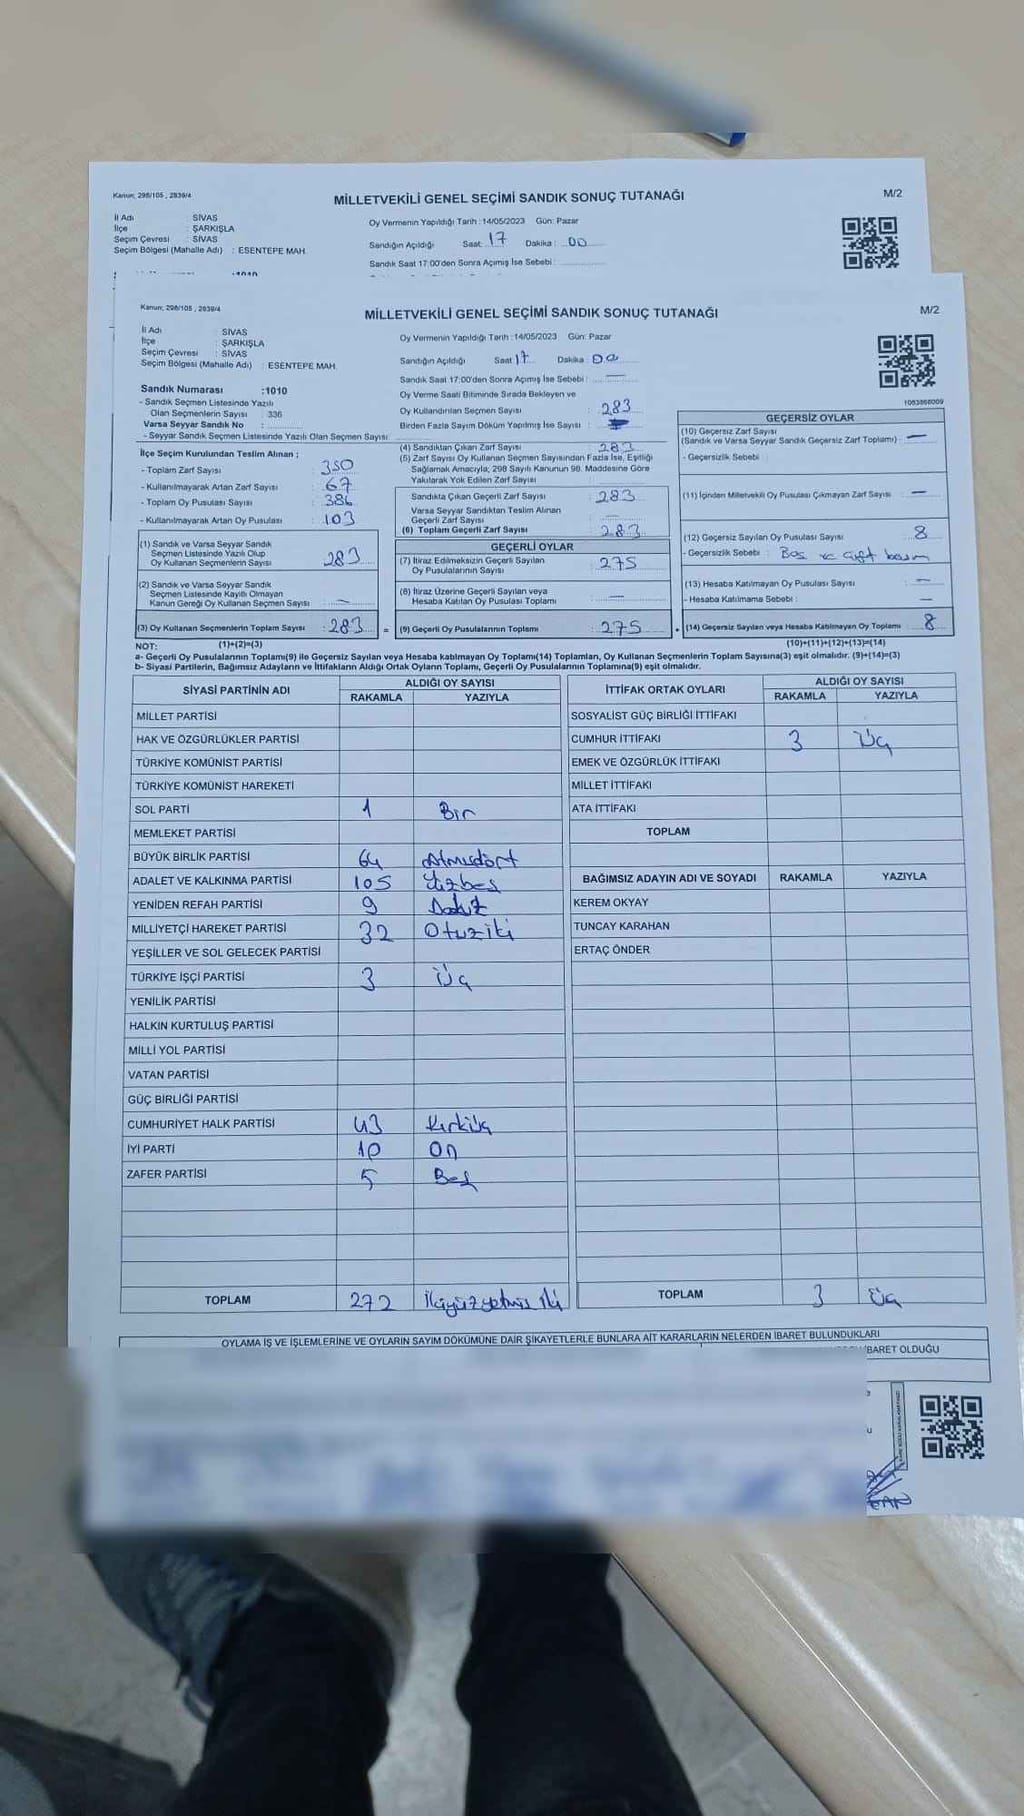 Kanun: 298/105 , 2839/4
MİLLETVEKİLİ GENEL SEÇİMİ SANDIK SONUÇ TUTANAĞI
M/2
İl Adı : SİVAS
İlçe : ŞARKIŞLA
Seçim Çevresi : SİVAS
Seçim Bölgesi (Mahalle Adı) : ESENTEPE MAH.
Oy Vermenin Yapıldığı Tarih : 14/05/2023 Gün: Pazar
Sandığın Açıldığı Saat 17 Dakika : 00
Sandık Saat 17:00'den Sonra Açımış İse Sebebi :
Kanun: 298/105 , 2839/4
MİLLETVEKİLİ GENEL SEÇİMİ SANDIK SONUÇ TUTANAĞI
M/2
İl Adı : SİVAS
İlçe : ŞARKIŞLA
Seçim Çevresi : SİVAS
Seçim Bölgesi (Mahalle Adı) : ESENTEPE MAH.
Sandık Numarası :1010
- Sandık Seçmen Listesinde Yazılı
Olan Seçmenlerin Sayısı : 336
Varsa Seyyar Sandık No :
- Seyyar Sandık Seçmen Listesinde Yazılı Olan Seçmen Sayısı :
İlçe Seçim Kurulundan Teslim Alınan ;
- Toplam Zarf Sayısı : 350
- Kullanılmayarak Artan Zarf Sayısı : 67
- Toplam Oy Pusulası Sayısı : 386
- Kullanılmayarak Artan Oy Pusulası : 103
(1) Sandık ve Varsa Seyyar Sandık
Seçmen Listesinde Yazılı Olup
Oy Kullanan Seçmenlerin Sayısı : 283
(2) Sandık ve Varsa Seyyar Sandık
Seçmen Listesinde Kayıtlı Olmayan
Kanun Gereği Oy Kullanan Seçmen Sayısı : —
(3) Oy Kullanan Seçmenlerin Toplam Sayısı : 283
Oy Vermenin Yapıldığı Tarih :14/05/2023 Gün: Pazar
Sandığın Açıldığı Saat 17 Dakika : 00
Sandık Saat 17:00'den Sonra Açımış İse Sebebi : —
Oy Verme Saati Bitiminde Sırada Bekleyen ve
Oy Kullandırılan Seçmen Sayısı : 283
Birden Fazla Sayım Döküm Yapılmış İse Sayısı :
(4) Sandıktan Çıkan Zarf Sayısı : 283
(5) Zarf Sayısı Oy Kullanan Seçmen Sayısından Fazla İse, Eşitliği
Sağlamak Amacıyla, 298 Sayılı Kanunun 98. Maddesine Göre
Yakılarak Yok Edilen Zarf Sayısı :
Sandıkta Çıkan Geçerli Zarf Sayısı : 283
Varsa Seyyar Sandıktan Teslim Alınan
Geçerli Zarf Sayısı : —
(6) Toplam Geçerli Zarf Sayısı : 283
GEÇERLİ OYLAR
(7) İtiraz Edilmeksizin Geçerli Sayılan
Oy Pusulalarının Sayısı : 275
(8) İtiraz Üzerine Geçerli Sayılan veya
Hesaba Katılan Oy Pusulası Toplamı : —
= (9) Geçerli Oy Pusulalarının Toplamı : 275
1053866009
GEÇERSİZ OYLAR
(10) Geçersiz Zarf Sayısı
(Sandık ve Varsa Seyyar Sandık Geçersiz Zarf Toplamı) : —
- Geçersizlik Sebebi :
(11) İçinden Milletvekili Oy Pusulası Çıkmayan Zarf Sayısı : —
(12) Geçersiz Sayılan Oy Pusulası Sayısı : 8
- Geçersizlik Sebebi : Boş ve çift basım
(13) Hesaba Katılmayan Oy Pusulası Sayısı : —
- Hesaba Katılmama Sebebi : —
+ (14) Geçersiz Sayılan veya Hesaba Katılmayan Oy Toplamı : 8
NOT: (1)+(2)=(3) (10)+(11)+(12)+(13)=(14)
a- Geçerli Oy Pusulalarının Toplamı(9) ile Geçersiz Sayılan veya Hesaba katılmayan Oy Toplamı(14) Toplamları, Oy Kullanan Seçmenlerin Toplam Sayısına(3) eşit olmalıdır. (9)+(14)=(3)
b- Siyasi Partilerin, Bağımsız Adayların ve İttifakların Aldığı Ortak Oyların Toplamı, Geçerli Oy Pusulalarının Toplamına(9) eşit olmalıdır.
SİYASİ PARTİNİN ADI ALDIĞI OY SAYISI
RAKAMLA YAZIYLA
MİLLET PARTİSİ
HAK VE ÖZGÜRLÜKLER PARTİSİ
TÜRKİYE KOMÜNİST PARTİSİ
TÜRKİYE KOMÜNİST HAREKETİ
SOL PARTİ 1 Bir
MEMLEKET PARTİSİ
BÜYÜK BİRLİK PARTİSİ 64 Atmışdört
ADALET VE KALKINMA PARTİSİ 105 Yüzbeş
YENİDEN REFAH PARTİSİ 9 Dokuz
MİLLİYETÇİ HAREKET PARTİSİ 32 Otuziki
YEŞİLLER VE SOL GELECEK PARTİSİ
TÜRKİYE İŞÇİ PARTİSİ 3 Üç
YENİLİK PARTİSİ
HALKIN KURTULUŞ PARTİSİ
MİLLİ YOL PARTİSİ
VATAN PARTİSİ
GÜÇ BİRLİĞİ PARTİSİ
CUMHURİYET HALK PARTİSİ 43 Kırküç
İYİ PARTİ 10 On
ZAFER PARTİSİ 5 Beş
TOPLAM 272 İkiyüzyetmiş iki
İTTİFAK ORTAK OYLARI ALDIĞI OY SAYISI
RAKAMLA YAZIYLA
SOSYALİST GÜÇ BİRLİĞİ İTTİFAKI
CUMHUR İTTİFAKI 3 Üç
EMEK VE ÖZGÜRLÜK İTTİFAKI
MİLLET İTTİFAKI
ATA İTTİFAKI
TOPLAM
BAĞIMSIZ ADAYIN ADI VE SOYADI RAKAMLA YAZIYLA
KEREM OKYAY
TUNCAY KARAHAN
ERTAÇ ÖNDER
TOPLAM 3 Üç
OYLAMA İŞ VE İŞLEMLERİNE VE OYLARIN SAYIM DÖKÜMÜNE DAİR ŞİKAYETLERLE BUNLARA AİT KARARLARIN NELERDEN İBARET BULUNDUKLARI
İBARET OLDUĞU